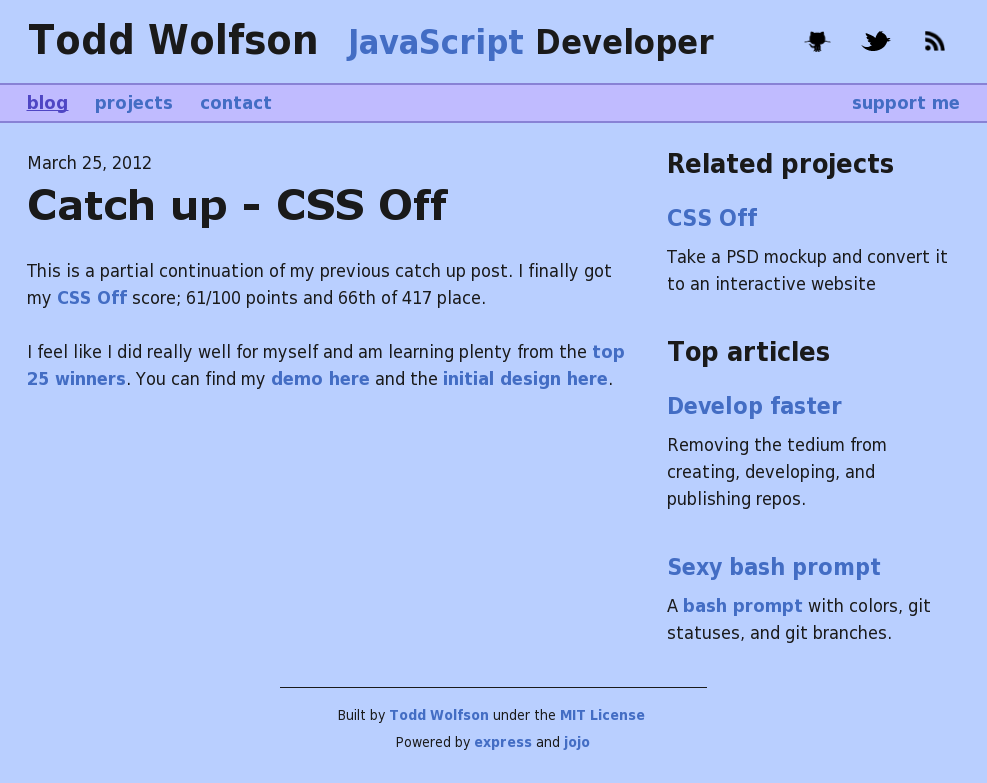 Todd Wolfson JavaScript Developer
blog projects contact support me
March 25, 2012
Catch up - CSS Off
This is a partial continuation of my previous catch up post. I finally got
my CSS Off score; 61/100 points and 66th of 417 place.
I feel like I did really well for myself and am learning plenty from the top
25 winners. You can find my demo here and the initial design here.
Related projects
CSS Off
Take a PSD mockup and convert it
to an interactive website
Top articles
Develop faster
Removing the tedium from
creating, developing, and
publishing repos.
Sexy bash prompt
A bash prompt with colors, git
statuses, and git branches.
Built by Todd Wolfson under the MIT License
Powered by express and jojo